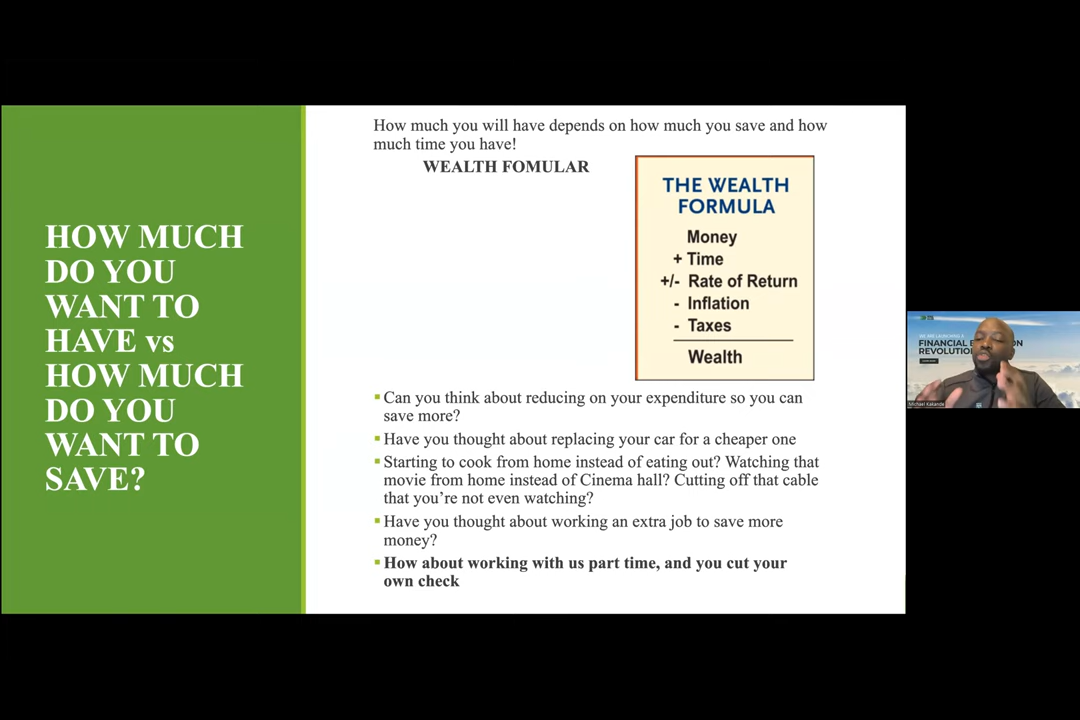 HOW MUCH
DO YOU
WANT TO
HAVE vs
HOW MUCH
DO YOU
WANT TO
SAVE?
How much you will have depends on how much you save and how
much time you have!
WEALTH FOMULAR
THE WEALTH
FORMULA
Money
+ Time
+/- Rate of Return
- Inflation
- Taxes
Wealth
▪ Can you think about reducing on your expenditure so you can
save more?
▪ Have you thought about replacing your car for a cheaper one
▪ Starting to cook from home instead of eating out? Watching that
movie from home instead of Cinema hall? Cutting off that cable
that you're not even watching?
▪ Have you thought about working an extra job to save more
money?
▪ How about working with us part time, and you cut your
own check
FINANCIAL E ON
REVOLUTION
Michael Kabanda